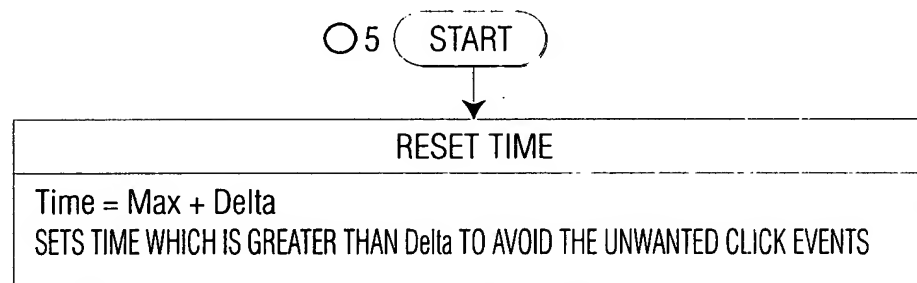 5 START
RESET TIME
Time = Max + Delta
SETS TIME WHICH IS GREATER THAN Delta TO AVOID THE UNWANTED CLICK EVENTS